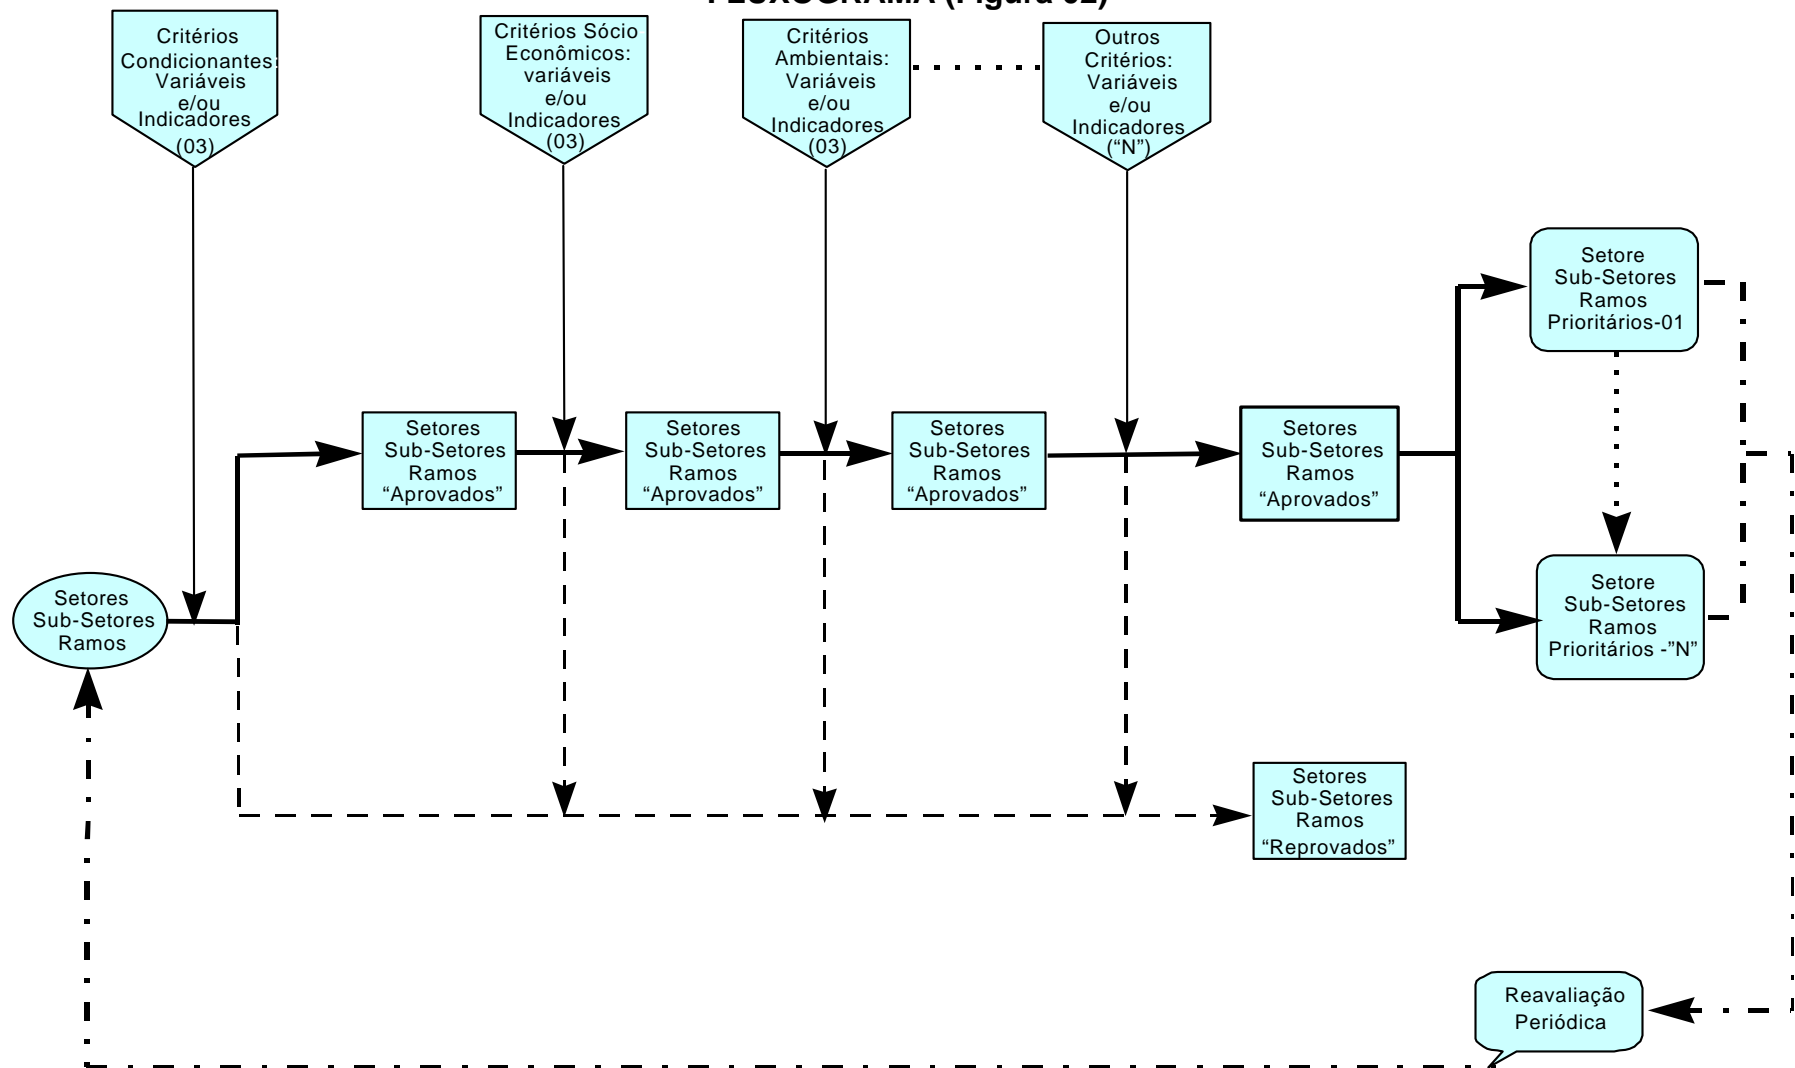 FLUXOGRAMA (Figura 02)
Critérios
Condicionantes:
Variáveis
e/ou
Indicadores
(03)
Critérios Sócio
Econômicos:
variáveis
e/ou
Indicadores
(03)
Critérios
Ambientais:
Variáveis
e/ou
Indicadores
(03)
Outros
Critérios:
Variáveis
e/ou
Indicadores
(“N”)
Setore
Sub-Setores
Ramos
Prioritários-01
Setores
Sub-Setores
Ramos
“Aprovados”
Setores
Sub-Setores
Ramos
“Aprovados”
Setores
Sub-Setores
Ramos
“Aprovados”
Setores
Sub-Setores
Ramos
“Aprovados”
Setores
Sub-Setores
Ramos
Setore
Sub-Setores
Ramos
Prioritários -”N”
Setores
Sub-Setores
Ramos
“Reprovados”
Reavaliação
Periódica